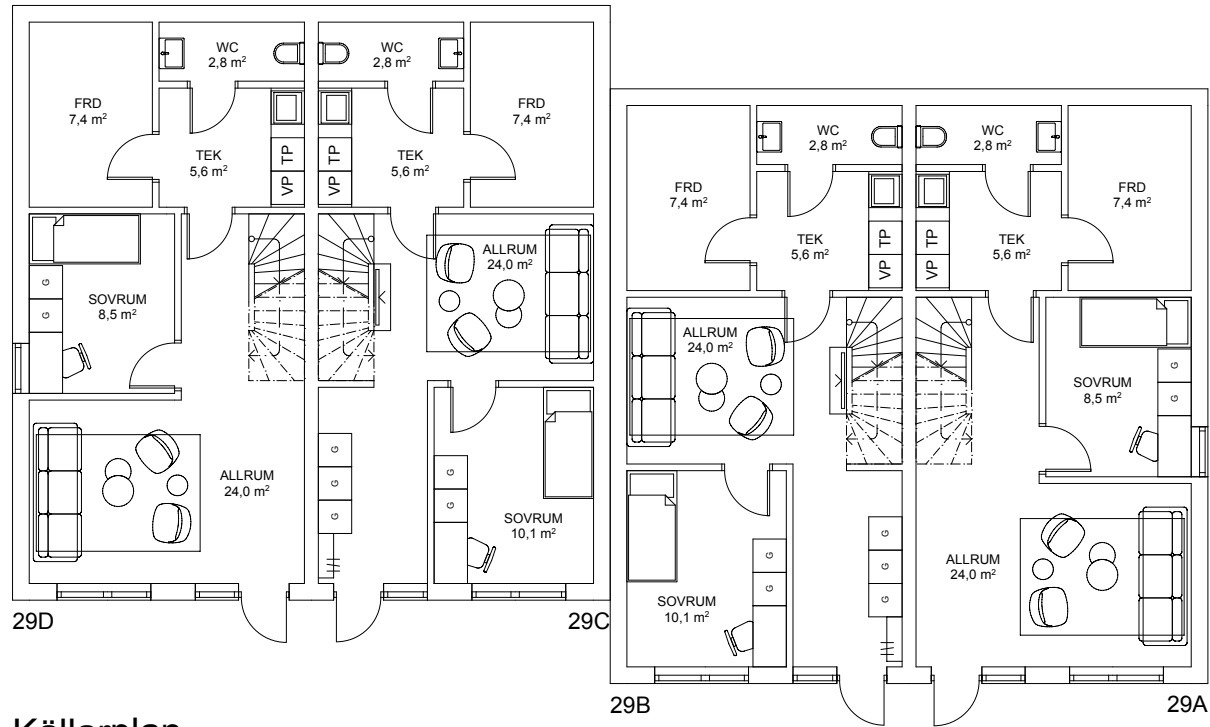 WC
2,8 m²
WC
2,8 m²
FRD
7,4 m²
FRD
7,4 m²
TEK
5,6 m²
TP
VP
TP
VP
TEK
5,6 m²
G
G
SOVRUM
8,5 m²
ALLRUM
24,0 m²
ALLRUM
24,0 m²
G
G
G
G
G
SOVRUM
10,1 m²
29D
29C
WC
2,8 m²
WC
2,8 m²
FRD
7,4 m²
FRD
7,4 m²
TEK
5,6 m²
TP
VP
TP
VP
TEK
5,6 m²
ALLRUM
24,0 m²
SOVRUM
8,5 m²
G
G
SOVRUM
10,1 m²
G
G
G
G
G
ALLRUM
24,0 m²
29B
29A